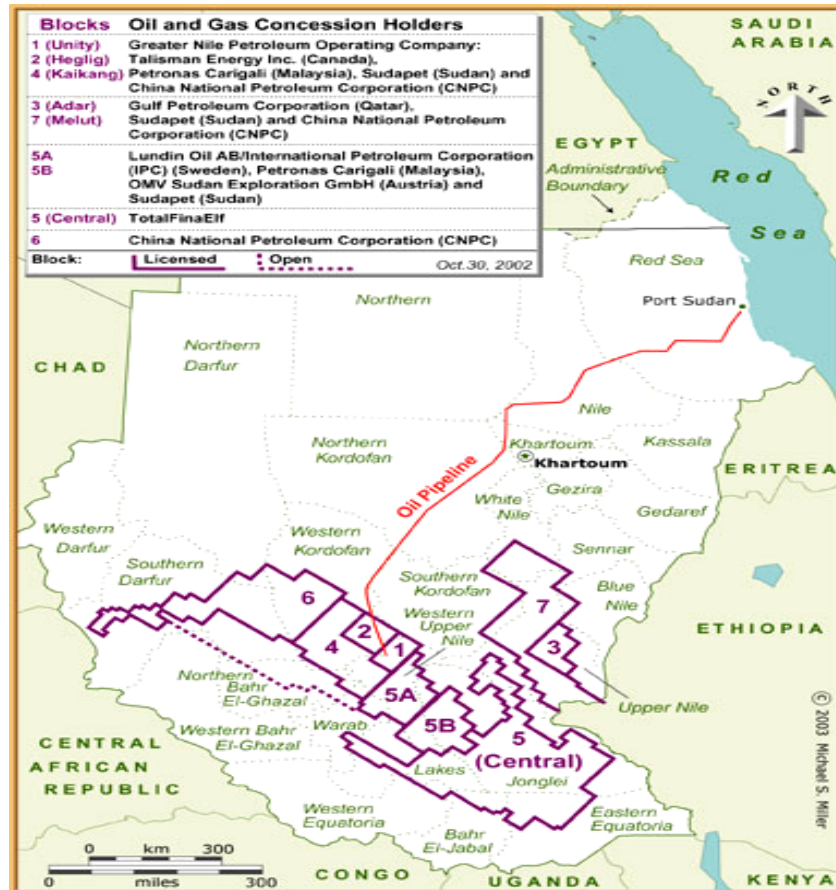 Blocks Oil and Gas Concession Holders
1 (Unity) Greater Nile Petroleum Operating Company:
2 (Heglig) Talisman Energy Inc. (Canada),
4 (Kaikang) Petronas Carigali (Malaysia), Sudapet (Sudan) and
China National Petroleum Corporation (CNPC)
3 (Adar) Gulf Petroleum Corporation (Qatar),
7 (Melut) Sudapet (Sudan) and China National Petroleum
Corporation (CNPC)
5A Lundin Oil AB/International Petroleum Corporation
5B (IPC) (Sweden), Petronas Carigali (Malaysia),
OMV Sudan Exploration GmbH (Austria) and
Sudapet (Sudan)
5 (Central) TotalFinaElf
6 China National Petroleum Corporation (CNPC)
Block: Licensed Open Oct.30, 2002
SAUDI
ARABIA
NORTH
EGYPT
Administrative
Boundary
Red
Sea
Red Sea
Port Sudan
Northern
Northern
Darfur
CHAD
Nile
Northern
Kordofan
Khartoum
Khartoum
Kassala
ERITREA
Oil Pipeline
White
Nile
Gezira
Gedaref
Western
Darfur
Western
Kordofan
Sennar
Southern
Darfur
Southern
Kordofan
Blue
Nile
Western
Upper
Nile
6
7
2
4
1
3
ETHIOPIA
Northern
Bahr
El-Ghazal
5A
Upper Nile
Warab
5B
5
(Central)
Western Bahr
El-Ghazal
CENTRAL
AFRICAN
REPUBLIC
Lakes
Jonglei
Western
Equatoria
Eastern
Equatoria
Bahr
El-Jabal
0 km 300
0 miles 300
CONGO
UGANDA
KENYA
© 2003 Michael S. Miller